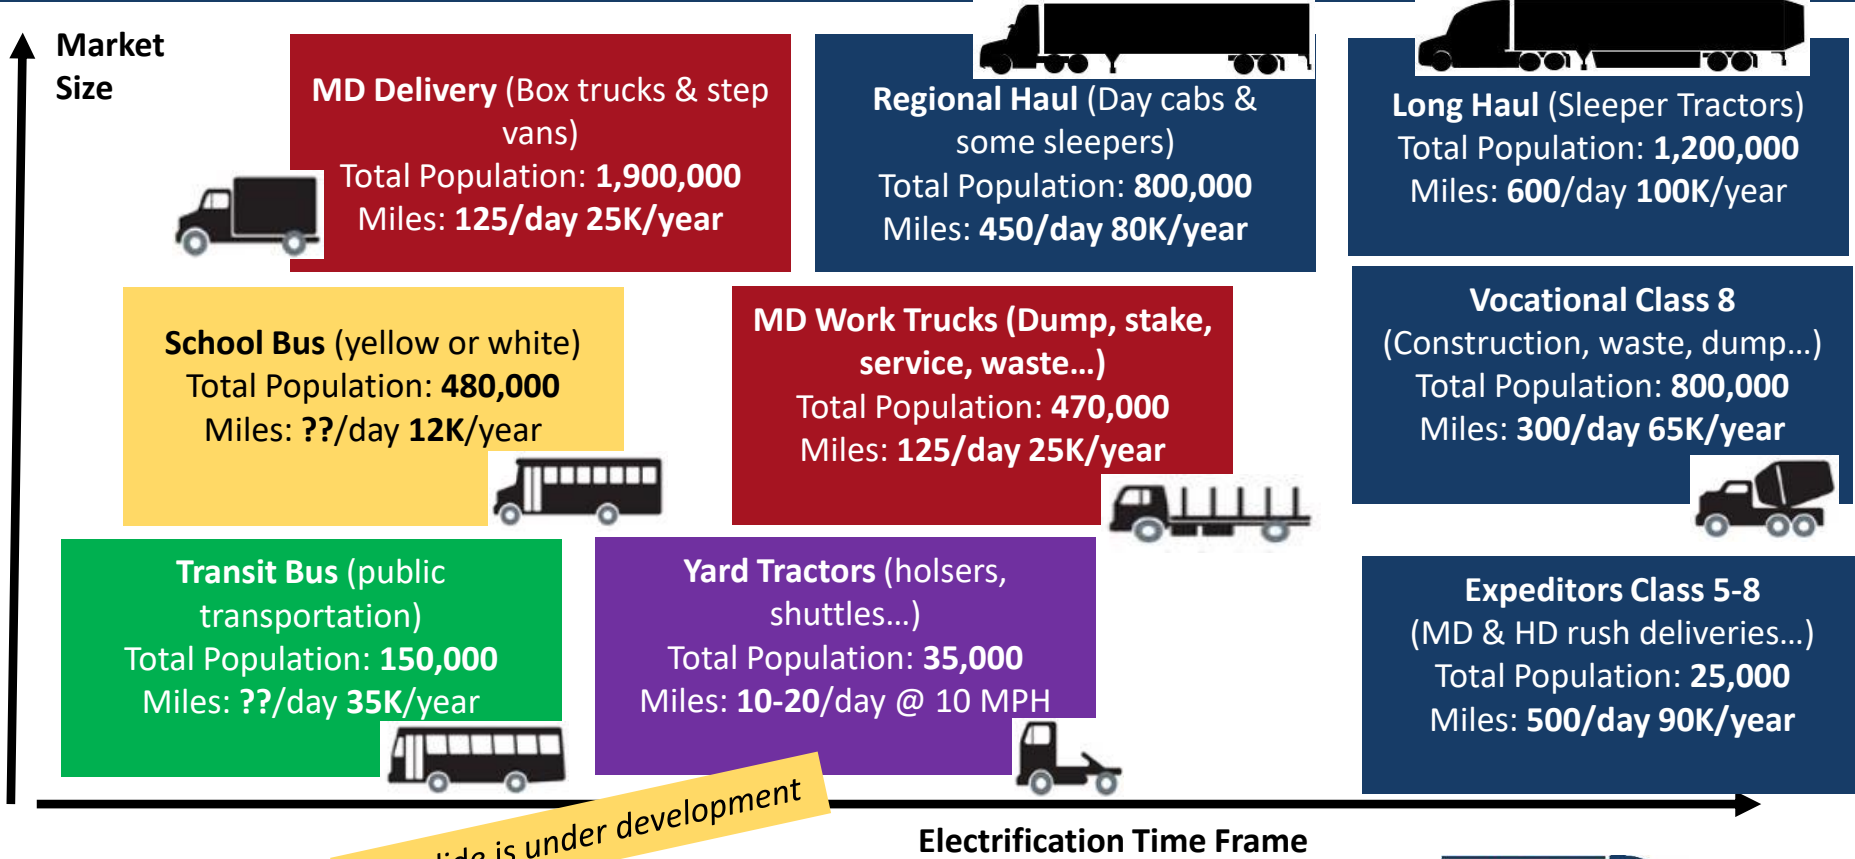 Market
Size
MD Delivery (Box trucks & step
vans)
Total Population: 1,900,000
Miles: 125/day 25K/year
Regional Haul (Day cabs &
some sleepers)
Total Population: 800,000
Miles: 450/day 80K/year
Long Haul (Sleeper Tractors)
Total Population: 1,200,000
Miles: 600/day 100K/year
School Bus (yellow or white)
Total Population: 480,000
Miles: ??/day 12K/year
MD Work Trucks (Dump, stake,
service, waste...)
Total Population: 470,000
Miles: 125/day 25K/year
Vocational Class 8
(Construction, waste, dump...)
Total Population: 800,000
Miles: 300/day 65K/year
Transit Bus (public
transportation)
Total Population: 150,000
Miles: ??/day 35K/year
Yard Tractors (holsers,
shuttles...)
Total Population: 35,000
Miles: 10-20/day @ 10 MPH
Expeditors Class 5-8
(MD & HD rush deliveries...)
Total Population: 25,000
Miles: 500/day 90K/year
is under development
Electrification Time Frame